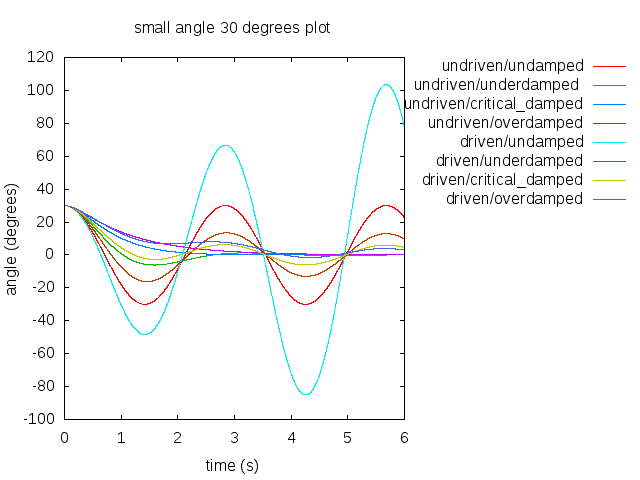 small angle 30 degrees plot
120
100
80
60
40
20
0
-20
-40
-60
-80
-100
angle (degrees)
0 1 2 3 4 5 6
time (s)
undriven/undamped
undriven/underdamped
undriven/critical_damped
undriven/overdamped
driven/undamped
driven/underdamped
driven/critical_damped
driven/overdamped